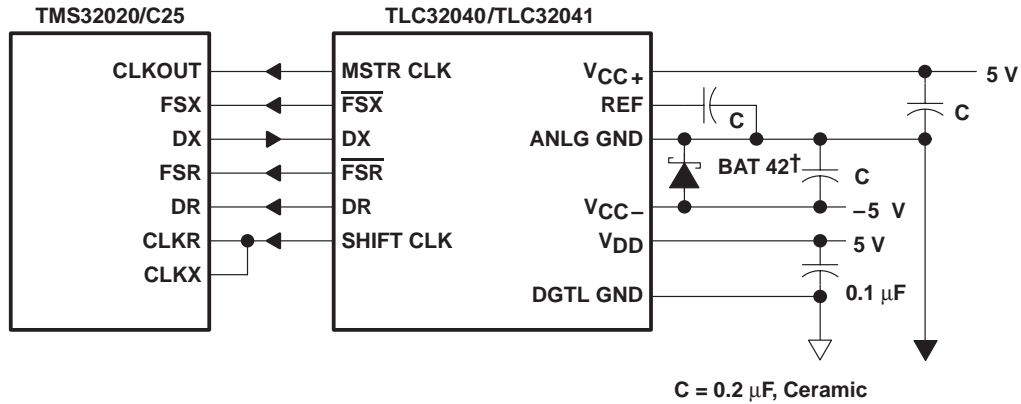 TMS32020/C25
TLC32040/TLC32041
CLKOUT
FSX
DX
FSR
DR
CLKR
CLKX
MSTR CLK
FSX
DX
FSR
DR
SHIFT CLK
VCC+
REF
ANLG GND
VCC−
VDD
DGTL GND
5 V
C
C
BAT 42†
C
−5 V
5 V
0.1 μF
C = 0.2 μF, Ceramic